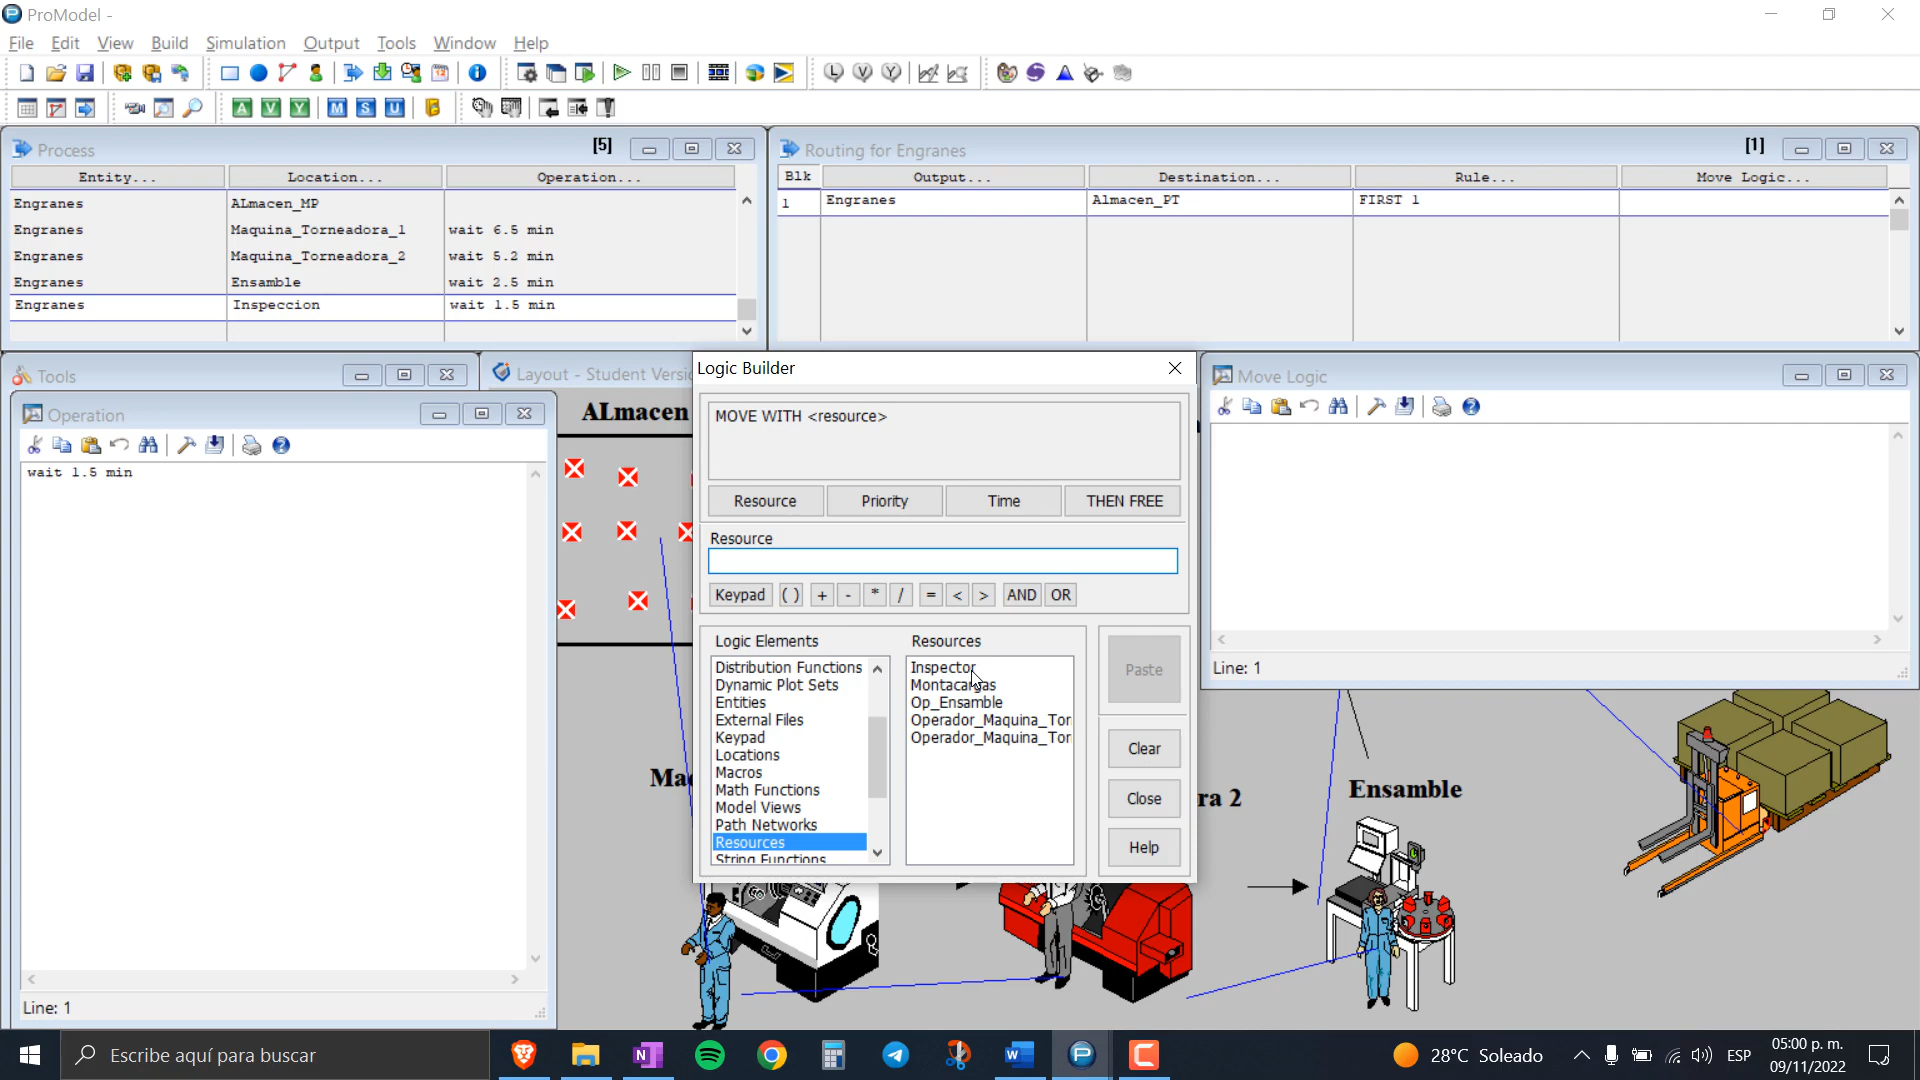 ProModel -
File Edit View Build Simulation Output Tools Window Help
Process [5]
Entity... Location... Operation...
Engranes ALmacen_MP
Engranes Maquina_Torneadora_1 wait 6.5 min
Engranes Maquina_Torneadora_2 wait 5.2 min
Engranes Ensamble wait 2.5 min
Engranes Inspeccion wait 1.5 min
Routing for Engranes [1]
Blk Output... Destination... Rule... Move Logic...
1 Engranes Almacen_PT FIRST 1
Tools
Layout - Student Versi
Operation
wait 1.5 min
Line: 1
ALmacen
Ma
ra 2
Ensamble
Logic Builder
MOVE WITH <resource>
Resource Priority Time THEN FREE
Resource
Keypad ( ) + - * / = < > AND OR
Logic Elements
Distribution Functions
Dynamic Plot Sets
Entities
External Files
Keypad
Locations
Macros
Math Functions
Model Views
Path Networks
Resources
String Functions
Resources
Inspector
Montacargas
Op_Ensamble
Operador_Maquina_Tor
Operador_Maquina_Tor
Paste
Clear
Close
Help
Move Logic
Line: 1
Escribe aquí para buscar
28°C Soleado
ESP
05:00 p. m.
09/11/2022